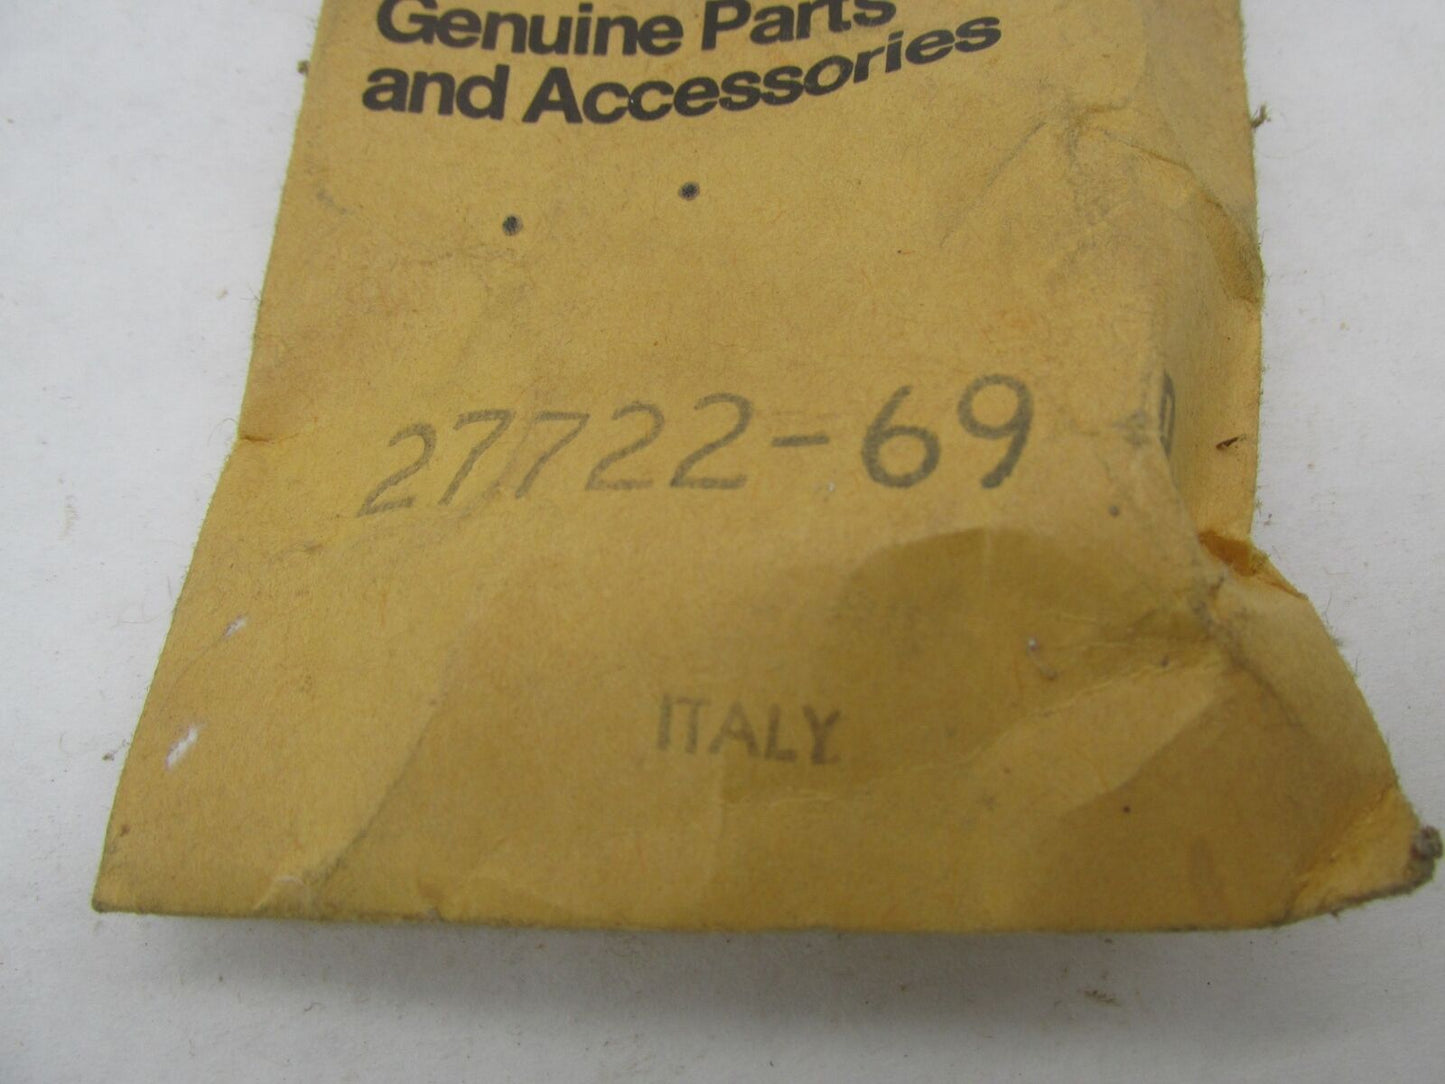 Genuine Parts
and Accessories
27722-69
ITALY